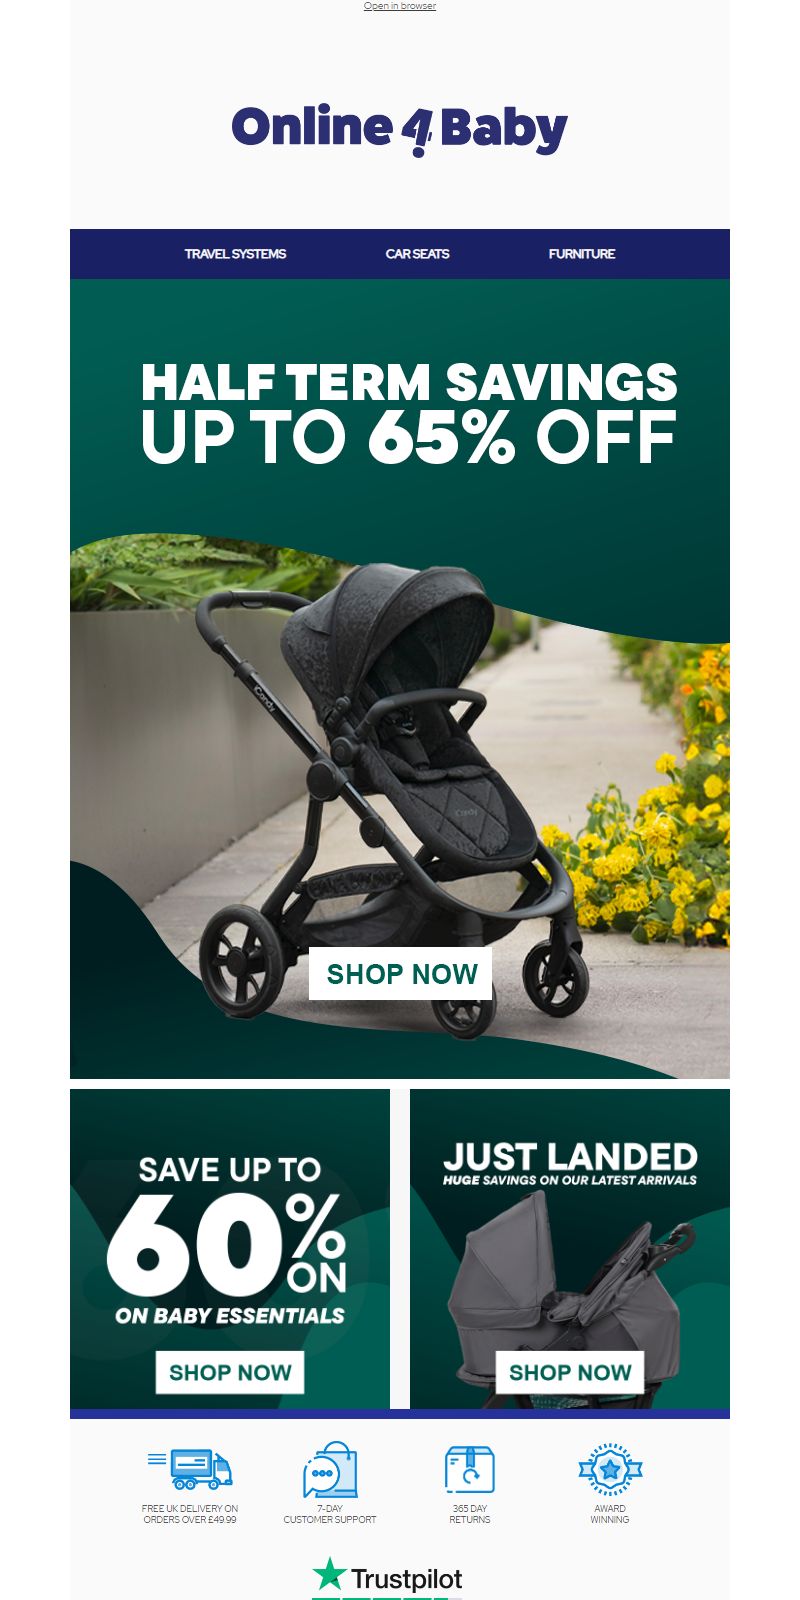 Open in browser
Online 4 Baby
TRAVEL SYSTEMS CAR SEATS FURNITURE
HALF TERM SAVINGS
UP TO 65% OFF
iCandy
iCandy
SHOP NOW
SAVE UP TO
60%
ON
ON BABY ESSENTIALS
SHOP NOW
JUST LANDED
HUGE SAVINGS ON OUR LATEST ARRIVALS
SHOP NOW
FREE UK DELIVERY ON
ORDERS OVER £49.99
7-DAY
CUSTOMER SUPPORT
365 DAY
RETURNS
AWARD
WINNING
Trustpilot